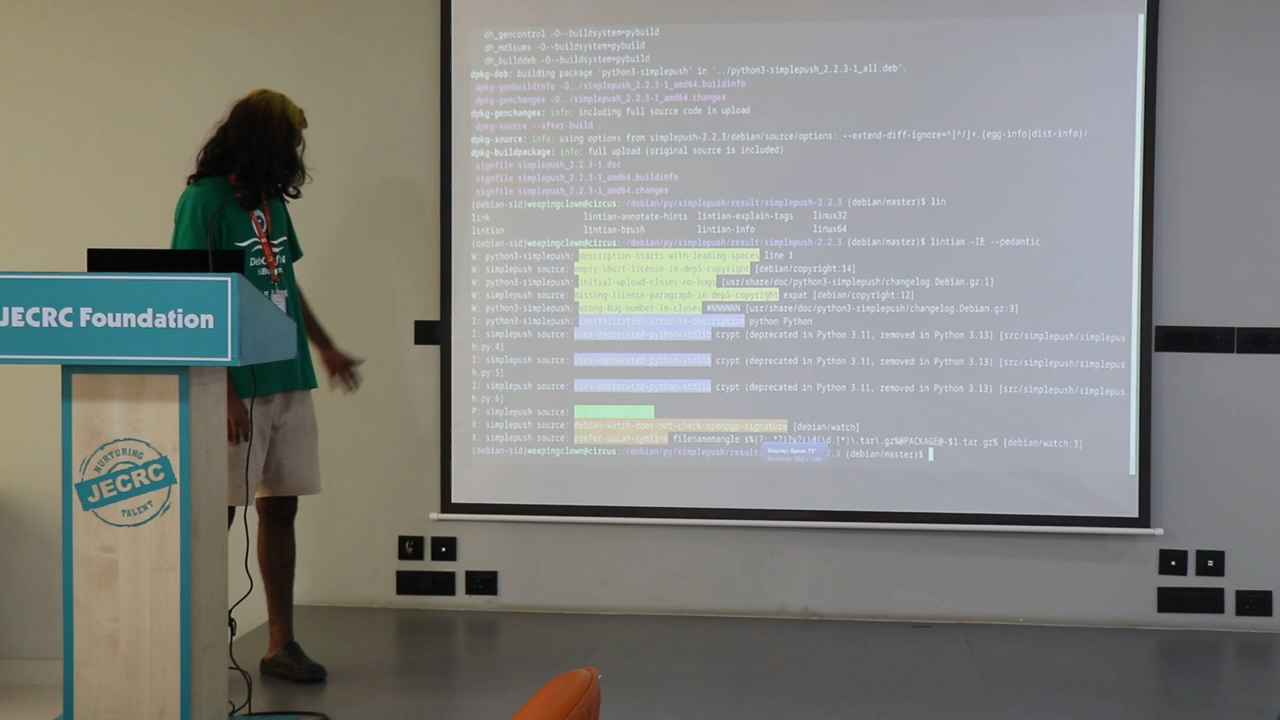 dh_gencontrol -O--buildsystem=pybuild
dh_md5sums -O--buildsystem=pybuild
dh_builddeb -O--buildsystem=pybuild
dpkg-deb: building package 'python3-simplepush' in '../python3-simplepush_2.2.3-1_all.deb'.
dpkg-genbuildinfo -O../simplepush_2.2.3-1_amd64.buildinfo
dpkg-genchanges -O../simplepush_2.2.3-1_amd64.changes
dpkg-genchanges: info: including full source code in upload
dpkg-source --after-build .
dpkg-source: info: using options from simplepush-2.2.3/debian/source/options: --extend-diff-ignore=^[^/]+.(egg-info|dist-info)/
dpkg-buildpackage: info: full upload (original source is included)
signfile simplepush_2.2.3-1.dsc
signfile simplepush_2.2.3-1_amd64.buildinfo
signfile simplepush_2.2.3-1_amd64.changes
(debian-sid)weepingclown@circus:~/debian/py/simplepush/result/simplepush-2.2.3 (debian/master)$ lin
link lintian-annotate-hints lintian-explain-tags linux32
lintian lintian-brush lintian-info linux64
(debian-sid)weepingclown@circus:~/debian/py/simplepush/result/simplepush-2.2.3 (debian/master)$ lintian -IE --pedantic
W: python3-simplepush: description-starts-with-leading-spaces line 1
W: simplepush source: empty-short-license-in-dep5-copyright [debian/copyright:14]
W: python3-simplepush: initial-upload-closes-no-bugs [usr/share/doc/python3-simplepush/changelog.Debian.gz:1]
W: simplepush source: missing-license-paragraph-in-dep5-copyright expat [debian/copyright:12]
W: python3-simplepush: wrong-bug-number-in-closes #NNNNNN [usr/share/doc/python3-simplepush/changelog.Debian.gz:3]
I: python3-simplepush: capitalization-error-in-description python Python
I: simplepush source: uses-deprecated-python-stdlib crypt (deprecated in Python 3.11, removed in Python 3.13) [src/simplepush/simplepus
h.py:4]
I: simplepush source: uses-deprecated-python-stdlib crypt (deprecated in Python 3.11, removed in Python 3.13) [src/simplepush/simplepus
h.py:5]
I: simplepush source: uses-deprecated-python-stdlib crypt (deprecated in Python 3.11, removed in Python 3.13) [src/simplepush/simplepus
h.py:6]
P: simplepush source:
X: simplepush source: debian-watch-does-not-check-openpgp-signature [debian/watch]
X: simplepush source: prefer-uscan-symlink filenamemangle [debian/watch:3]
(debian-sid)weepingclown@circus:~/debian/py/simplepush/result 2.3 (debian/master)$
Display: Epson
JECRC Foundation
NURTURING
JECRC
TALENT